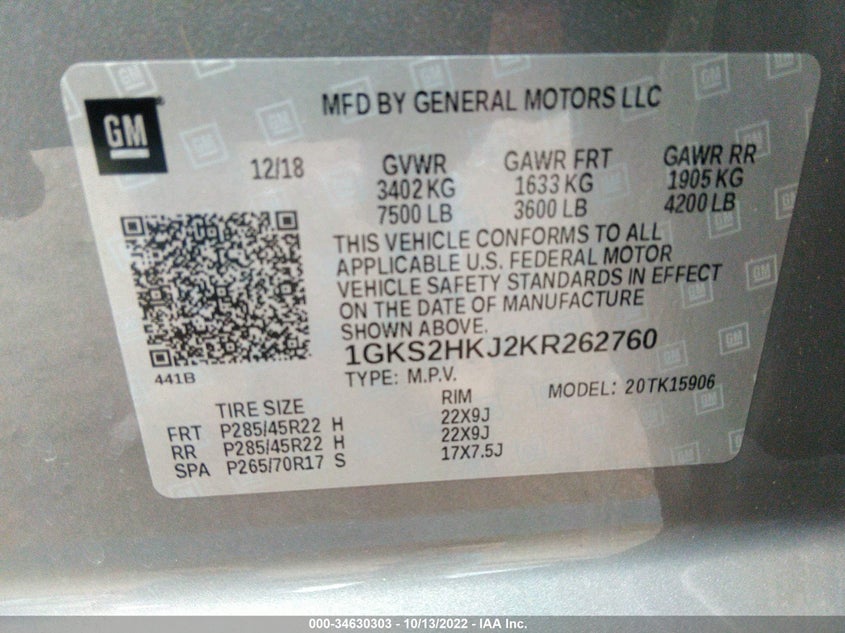 GM
MFD BY GENERAL MOTORS LLC
12/18 GVWR GAWR FRT GAWR RR
3402 KG 1633 KG 1905 KG
7500 LB 3600 LB 4200 LB
THIS VEHICLE CONFORMS TO ALL
APPLICABLE U.S. FEDERAL MOTOR
VEHICLE SAFETY STANDARDS IN EFFECT
ON THE DATE OF MANUFACTURE
SHOWN ABOVE.
1GKS2HKJ2KR262760
441B
TYPE: M.P.V. MODEL: 20TK15906
TIRE SIZE RIM
FRT P285/45R22 H 22X9J
RR P285/45R22 H 22X9J
SPA P265/70R17 S 17X7.5J
000-34630303 - 10/13/2022 - IAA Inc.